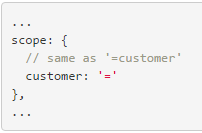 ...
scope: {
  // same as '=customer'
  customer: '='
},
...